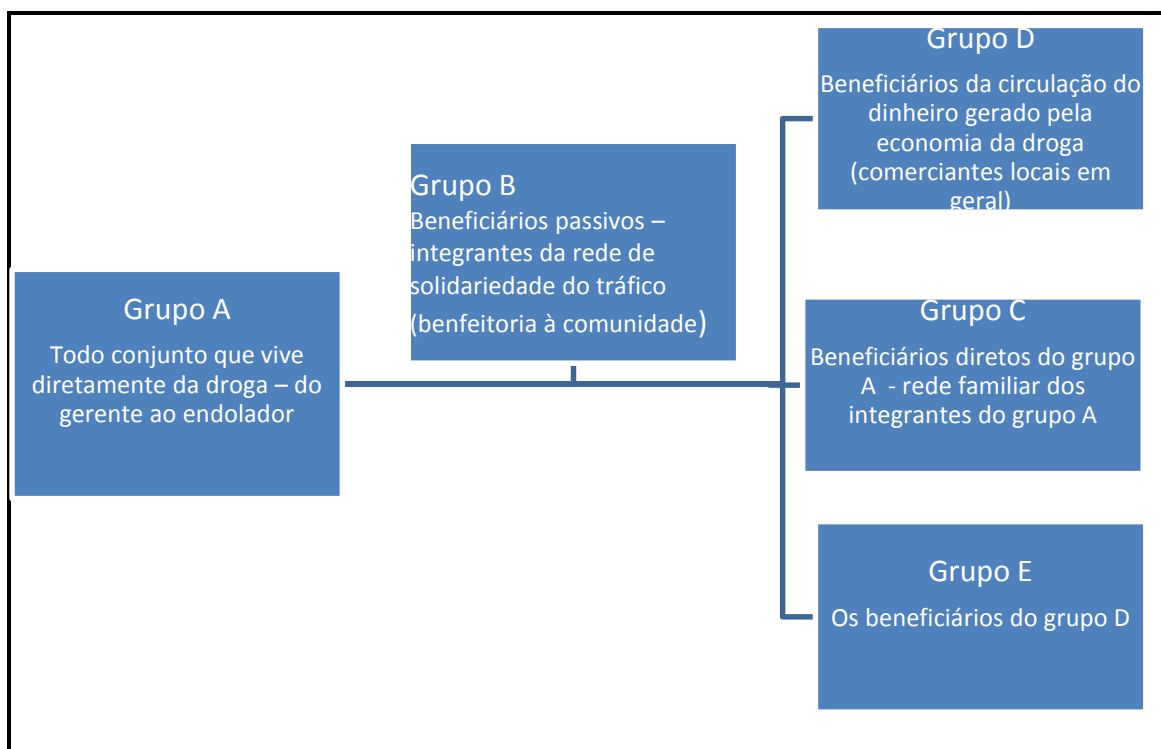 Grupo A
Todo conjunto que vive
diretamente da droga – do
gerente ao endolador
Grupo B
Beneficiários passivos –
integrantes da rede de
solidariedade do tráfico
(benfeitoria à comunidade)
Grupo D
Beneficiários da circulação do
dinheiro gerado pela
economia da droga
(comerciantes locais em
geral)
Grupo C
Beneficiários diretos do grupo
A - rede familiar dos
integrantes do grupo A
Grupo E
Os beneficiários do grupo D